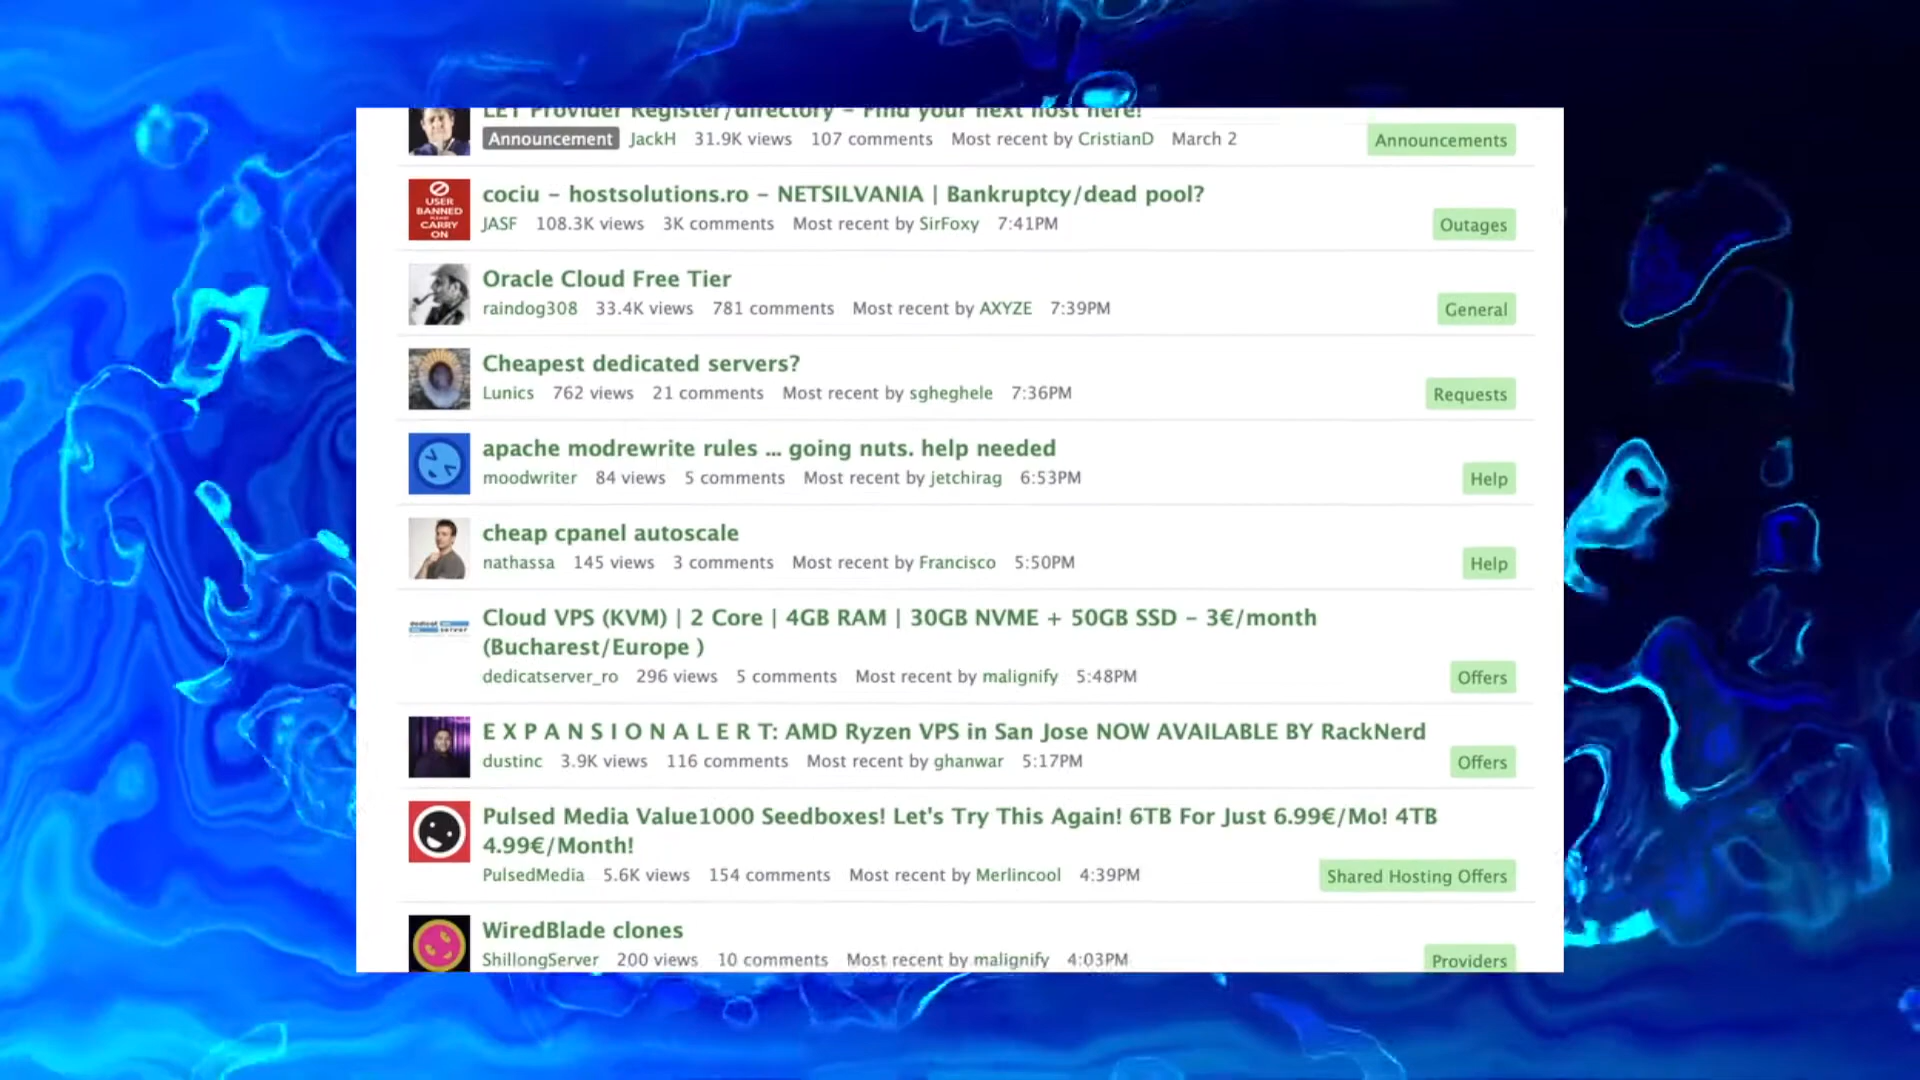 LET Provider Register/directory - Find your next host here!
Announcement JackH 31.9K views 107 comments Most recent by CristianD March 2 Announcements
USER
BANNED
PLEASE
CARRY
ON
cociu - hostsolutions.ro - NETSILVANIA | Bankruptcy/dead pool?
JASF 108.3K views 3K comments Most recent by SirFoxy 7:41PM Outages
Oracle Cloud Free Tier
raindog308 33.4K views 781 comments Most recent by AXYZE 7:39PM General
Cheapest dedicated servers?
Lunics 762 views 21 comments Most recent by sgheghele 7:36PM Requests
apache modrewrite rules ... going nuts. help needed
moodwriter 84 views 5 comments Most recent by jetchirag 6:53PM Help
cheap cpanel autoscale
nathassa 145 views 3 comments Most recent by Francisco 5:50PM Help
Cloud VPS (KVM) | 2 Core | 4GB RAM | 30GB NVME + 50GB SSD - 3€/month
(Bucharest/Europe )
dedicatserver_ro 296 views 5 comments Most recent by malignify 5:48PM Offers
E X P A N S I O N A L E R T: AMD Ryzen VPS in San Jose NOW AVAILABLE BY RackNerd
dustinc 3.9K views 116 comments Most recent by ghanwar 5:17PM Offers
Pulsed Media Value1000 Seedboxes! Let's Try This Again! 6TB For Just 6.99€/Mo! 4TB
4.99€/Month!
PulsedMedia 5.6K views 154 comments Most recent by Merlincool 4:39PM Shared Hosting Offers
WiredBlade clones
ShillongServer 200 views 10 comments Most recent by malignify 4:03PM Providers